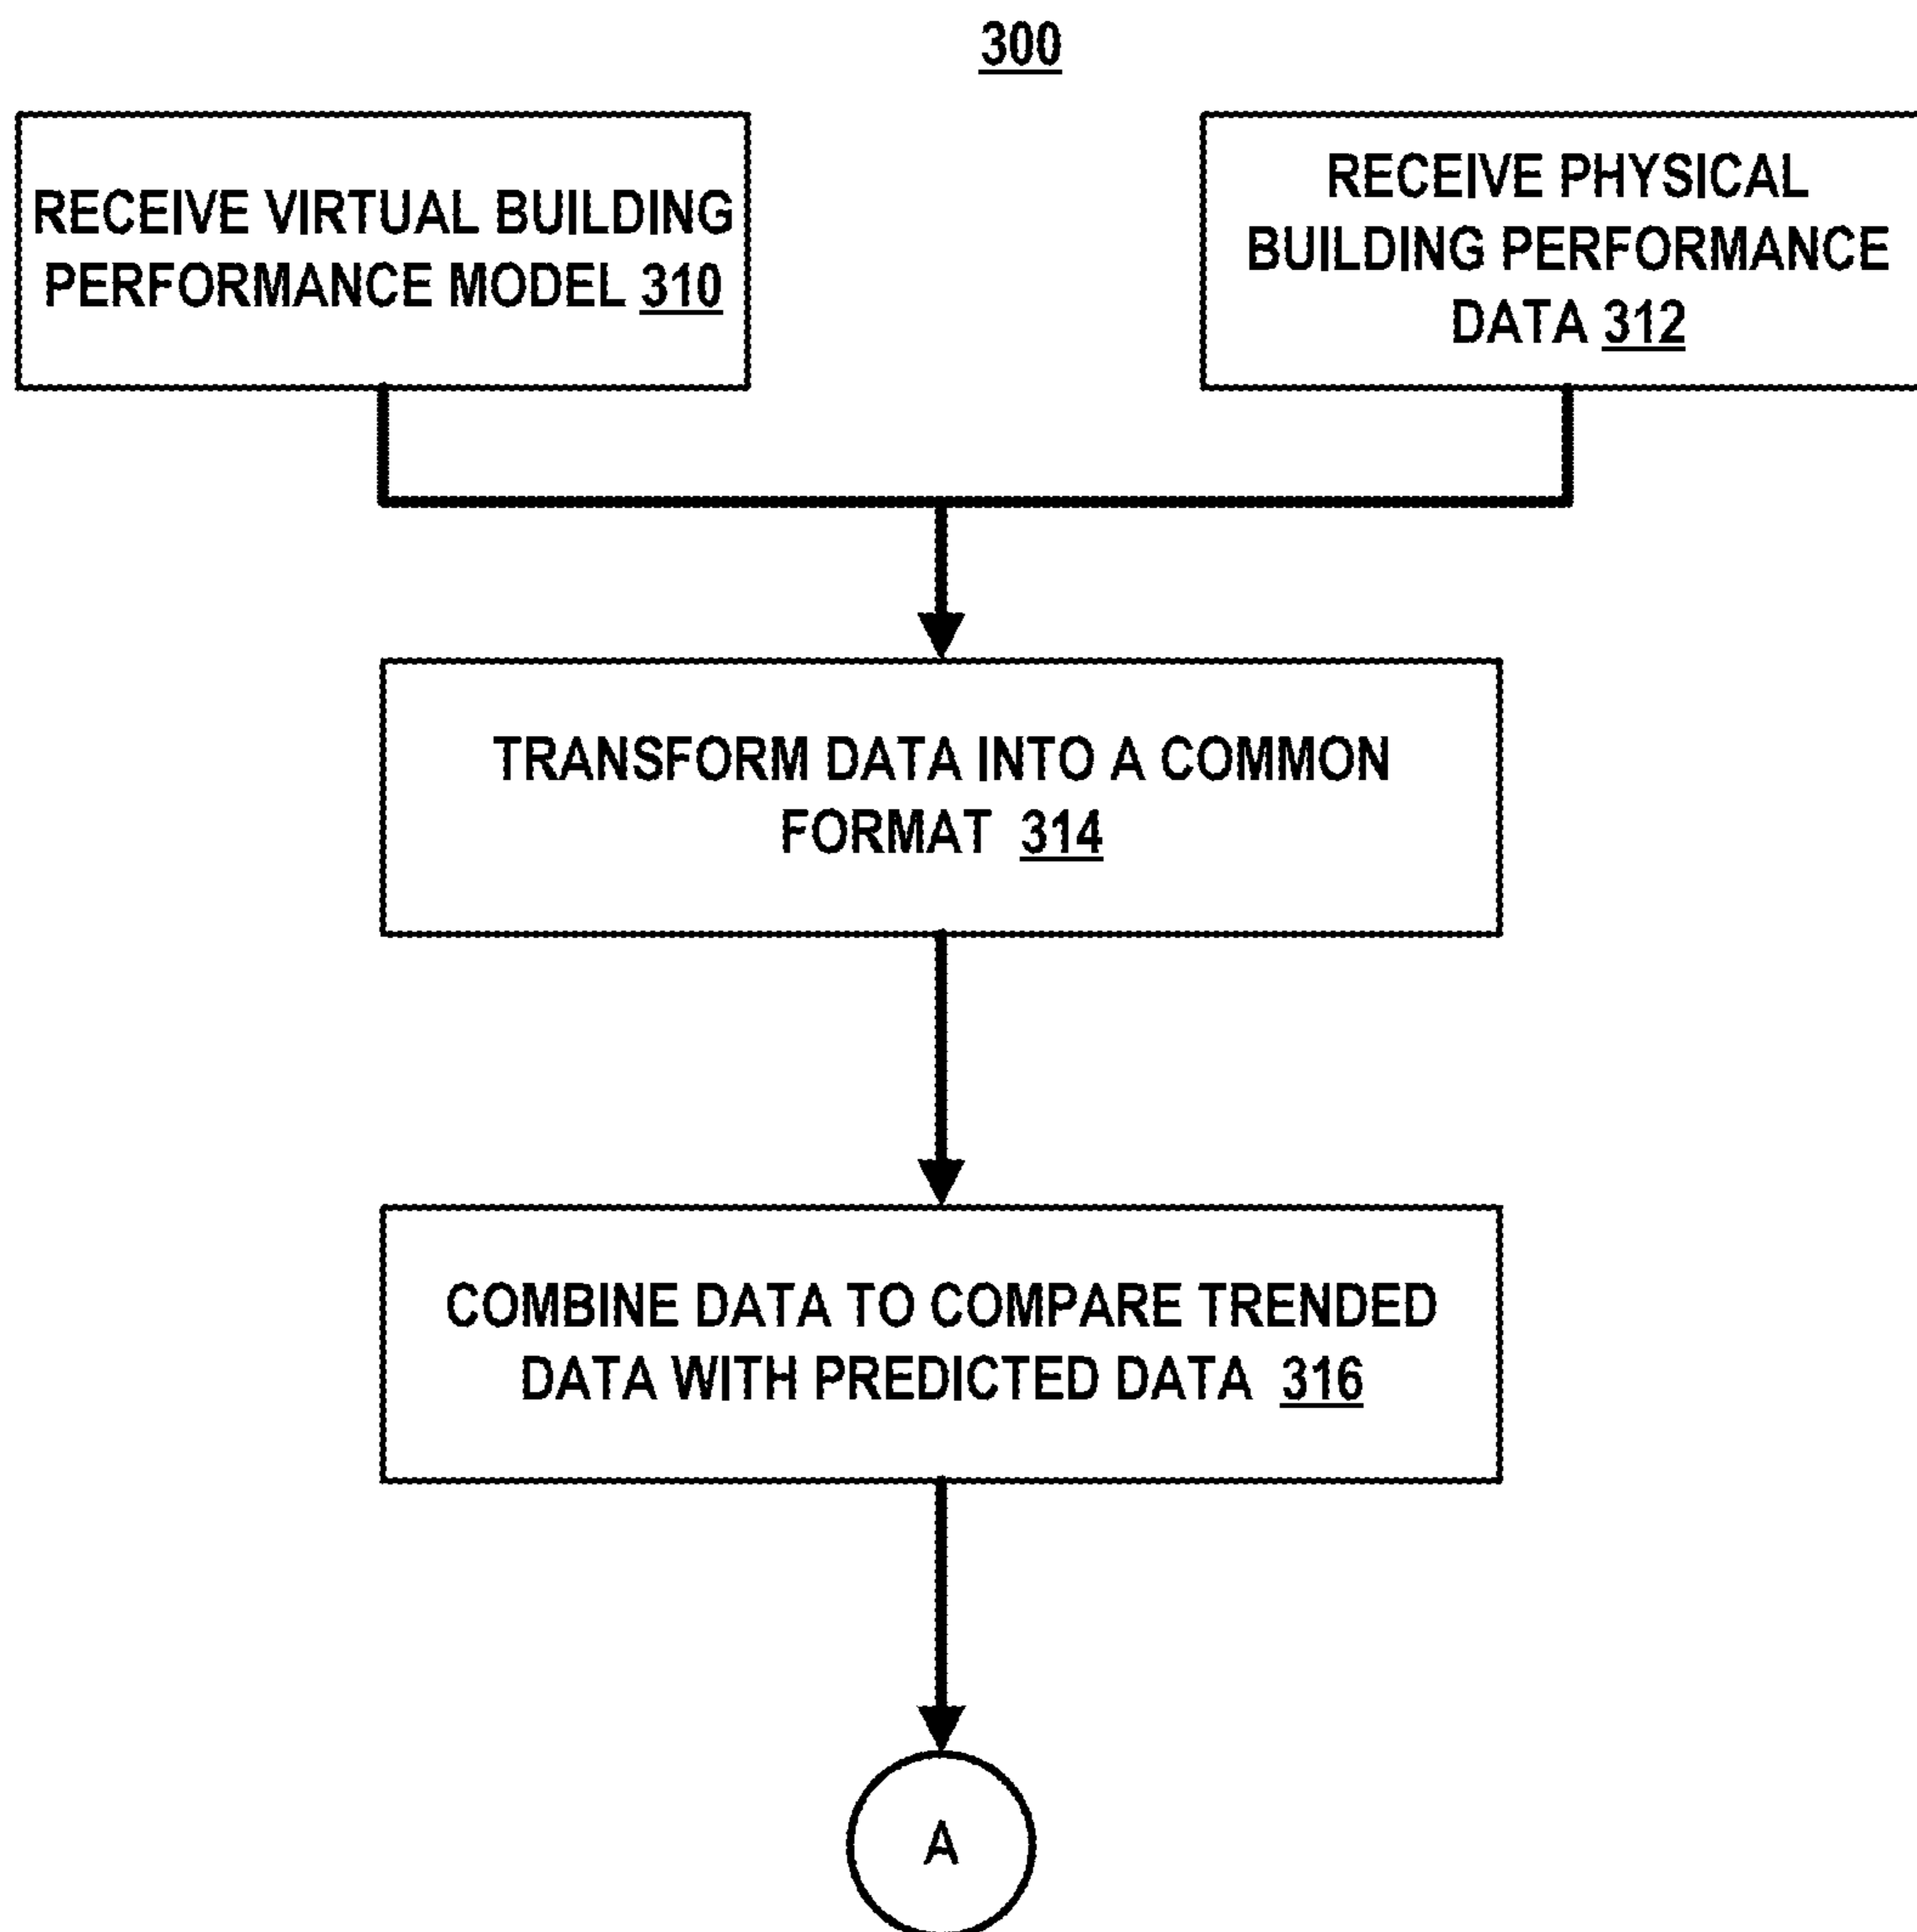 300
RECEIVE VIRTUAL BUILDING
PERFORMANCE MODEL 310
RECEIVE PHYSICAL
BUILDING PERFORMANCE
DATA 312
TRANSFORM DATA INTO A COMMON
FORMAT 314
COMBINE DATA TO COMPARE TRENDED
DATA WITH PREDICTED DATA 316
A